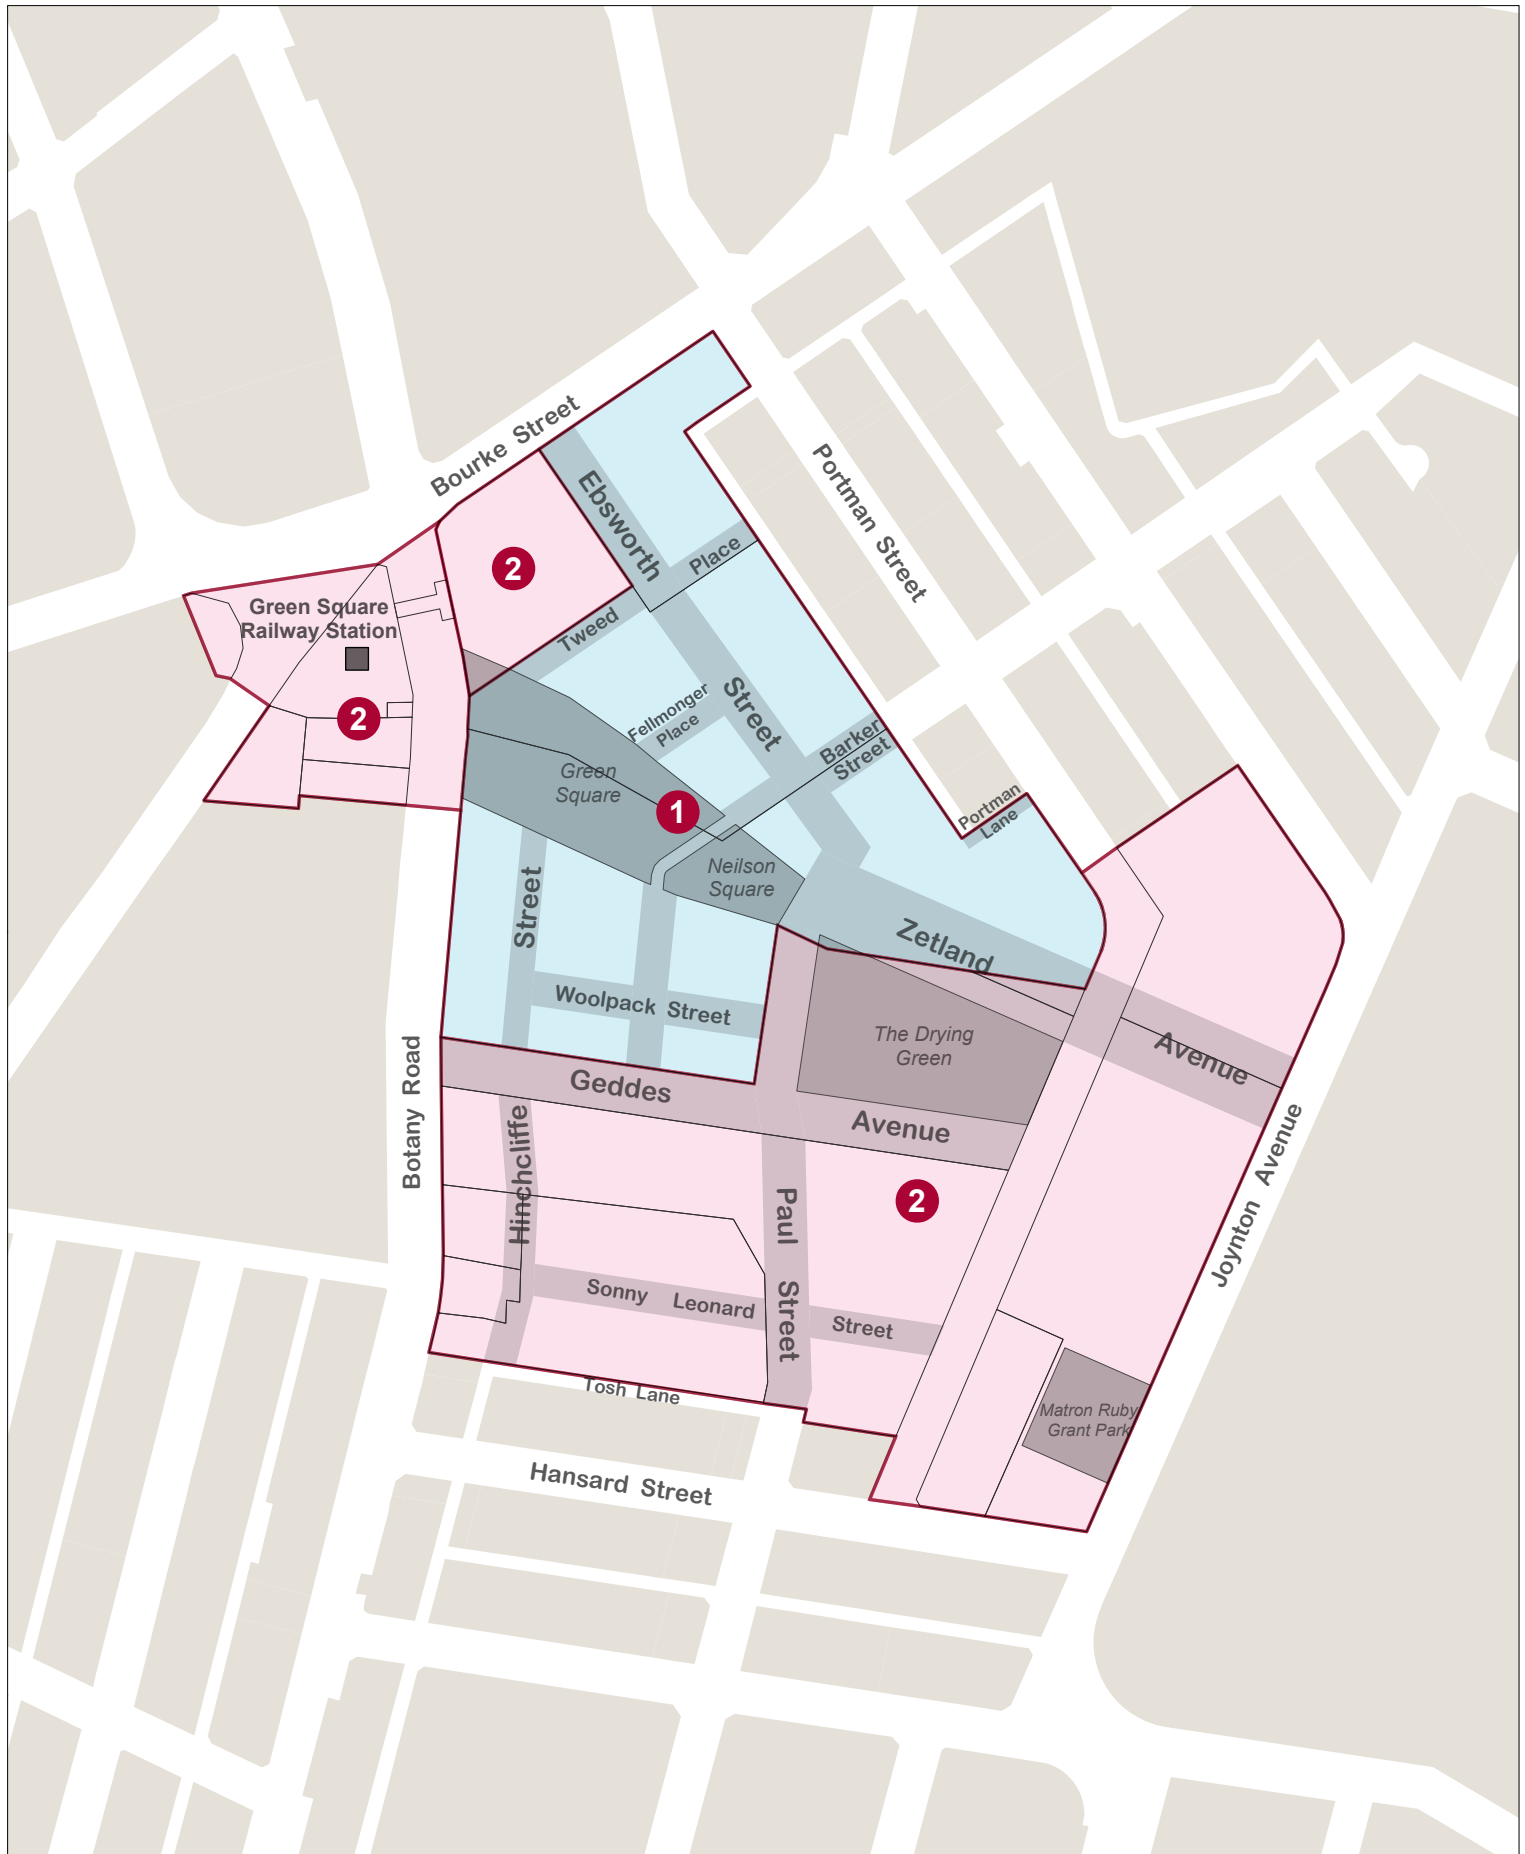 Bourke Street
Ebsworth
Portman Street
2
Place
Green Square
Railway Station
Tweed
2
Fellmonger
Place
Street
Barker
Street
Green
Square
1
Portman
Lane
Neilson
Square
Street
Zetland
Woolpack Street
The Drying
Green
Avenue
Botany Road
Geddes
Avenue
Hinchcliffe
Paul Street
2
Joynton Avenue
Sonny Leonard Street
Tosh Lane
Matron Ruby
Grant Park
Hansard Street